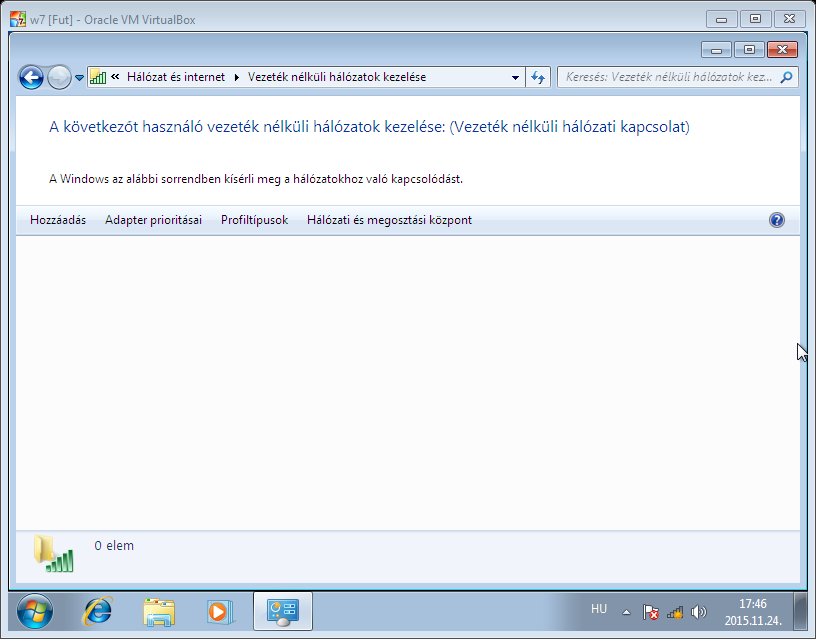 w7 [Fut] - Oracle VM VirtualBox
« Hálózat és internet Vezeték nélküli hálózatok kezelése
Keresés: Vezeték nélküli hálózatok kez...
A következőt használó vezeték nélküli hálózatok kezelése: (Vezeték nélküli hálózati kapcsolat)
A Windows az alábbi sorrendben kísérli meg a hálózatokhoz való kapcsolódást.
Hozzáadás Adapter prioritásai Profiltípusok Hálózati és megosztási központ
0 elem
HU
17:46
2015.11.24.